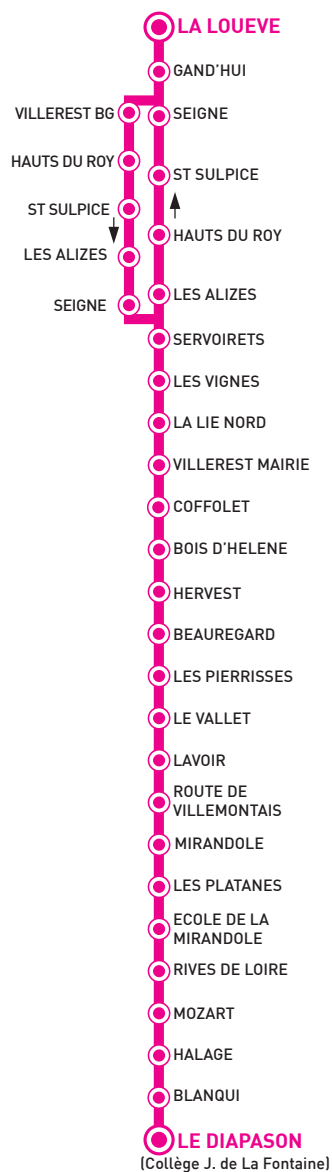 LA LOUEVE
GAND'HUI
VILLEREST BG
SEIGNE
HAUTS DU ROY
ST SULPICE
ST SULPICE
HAUTS DU ROY
LES ALIZES
LES ALIZES
SEIGNE
SERVOIRETS
LES VIGNES
LA LIE NORD
VILLEREST MAIRIE
COFFOLET
BOIS D'HELENE
HERVEST
BEAUREGARD
LES PIERRISSES
LE VALLET
LAVOIR
ROUTE DE
VILLEMONTAIS
MIRANDOLE
LES PLATANES
ECOLE DE LA
MIRANDOLE
RIVES DE LOIRE
MOZART
HALAGE
BLANQUI
LE DIAPASON
(Collège J. de La Fontaine)